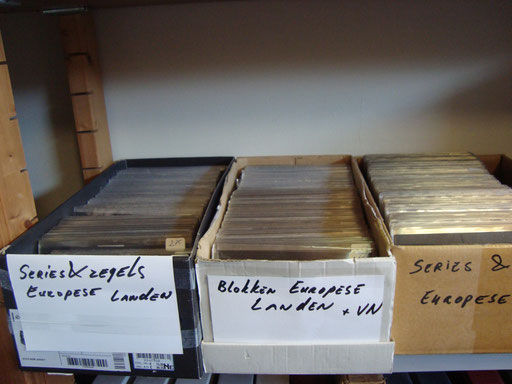 Series & zegels
Europese Landen
Blokken Europese
Landen + VN
Series &
Europese